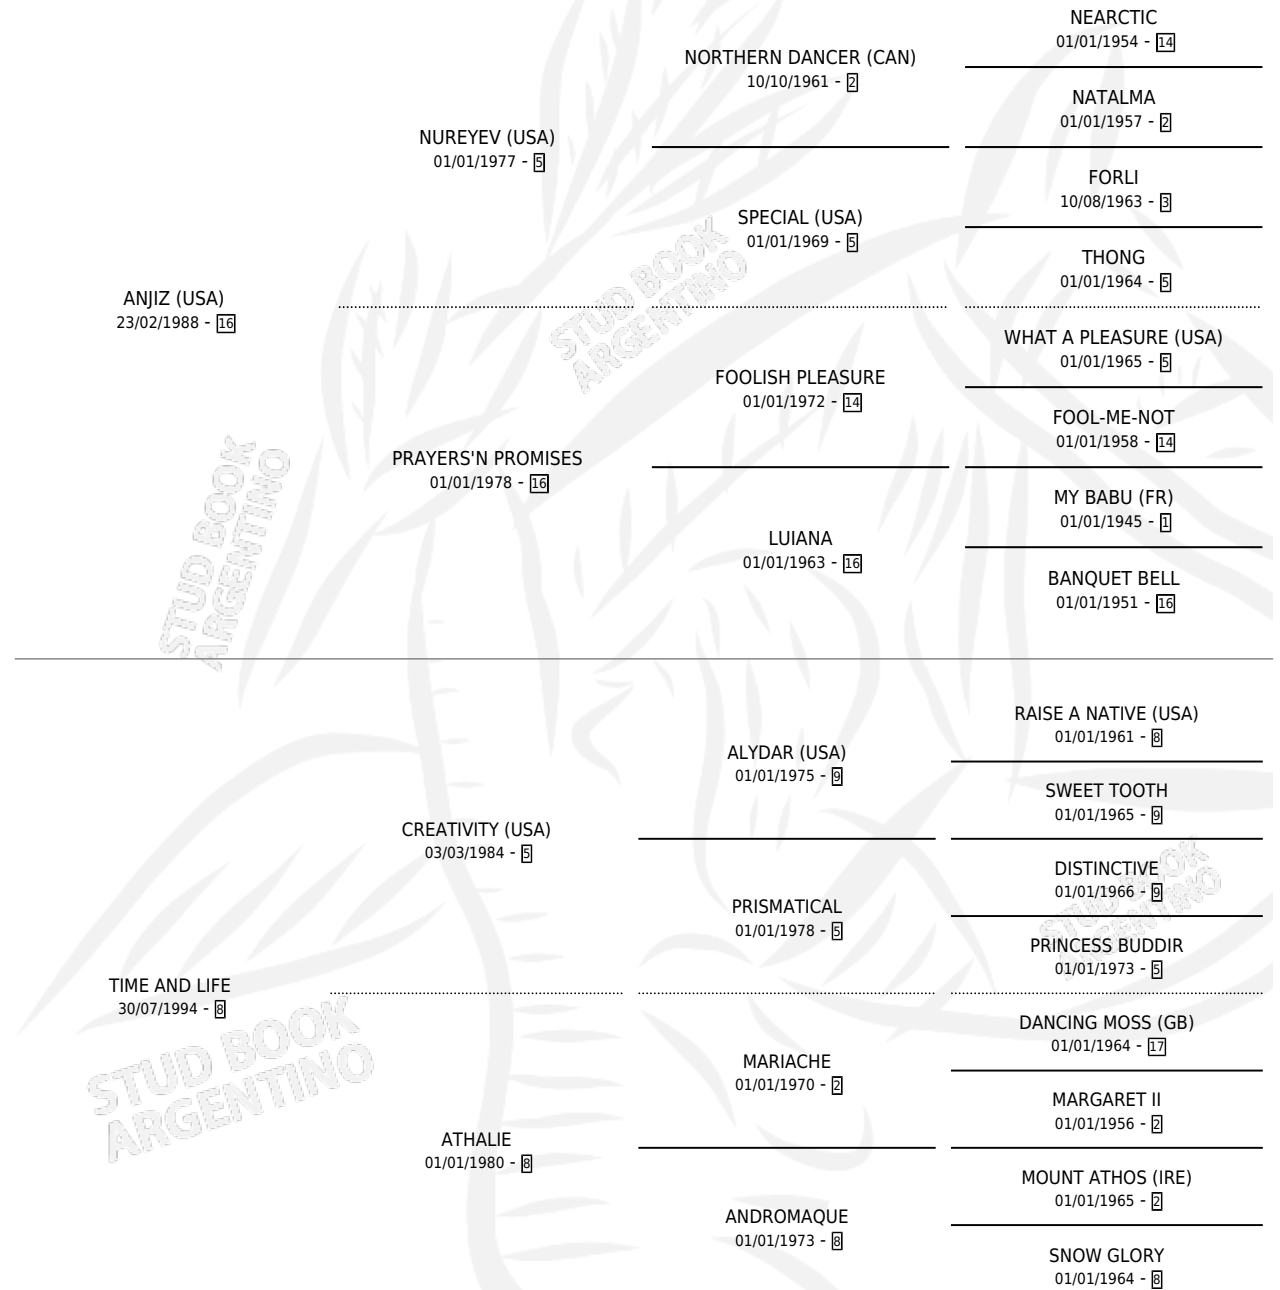 NEARCTIC
01/01/1954 - 14
NORTHERN DANCER (CAN)
10/10/1961 - 2
NATALMA
01/01/1957 - 2
NUREYEV (USA)
01/01/1977 - 5
FORLI
10/08/1963 - 3
SPECIAL (USA)
01/01/1969 - 5
THONG
01/01/1964 - 5
ANJIZ (USA)
23/02/1988 - 16
STUD BOOK
ARGENTINO
WHAT A PLEASURE (USA)
01/01/1965 - 5
FOOLISH PLEASURE
01/01/1972 - 14
FOOL-ME-NOT
01/01/1958 - 14
PRAYERS'N PROMISES
01/01/1978 - 16
MY BABU (FR)
01/01/1945 - 1
LUIANA
01/01/1963 - 16
BANQUET BELL
01/01/1951 - 16
STUD BOOK
ARGENTINO
RAISE A NATIVE (USA)
01/01/1961 - 8
ALYDAR (USA)
01/01/1975 - 9
SWEET TOOTH
01/01/1965 - 9
CREATIVITY (USA)
03/03/1984 - 5
DISTINCTIVE
01/01/1966 - 9
PRISMATICAL
01/01/1978 - 5
PRINCESS BUDDIR
01/01/1973 - 5
STUD BOOK
ARGENTINO
TIME AND LIFE
30/07/1994 - 8
DANCING MOSS (GB)
01/01/1964 - 17
MARIACHE
01/01/1970 - 2
MARGARET II
01/01/1956 - 2
STUD BOOK
ARGENTINO
ATHALIE
01/01/1980 - 8
MOUNT ATHOS (IRE)
01/01/1965 - 2
ANDROMAQUE
01/01/1973 - 8
SNOW GLORY
01/01/1964 - 8